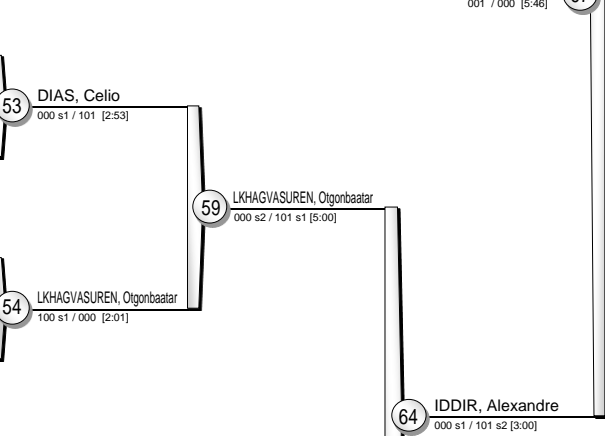 001 / 000 [5:46]
53
DIAS, Celio
000 s1 / 101 [2:53]
59
LKHAGVASUREN, Otgonbaatar
000 s2 / 101 s1 [5:00]
54
LKHAGVASUREN, Otgonbaatar
100 s1 / 000 [2:01]
64
IDDIR, Alexandre
000 s1 / 101 s2 [3:00]